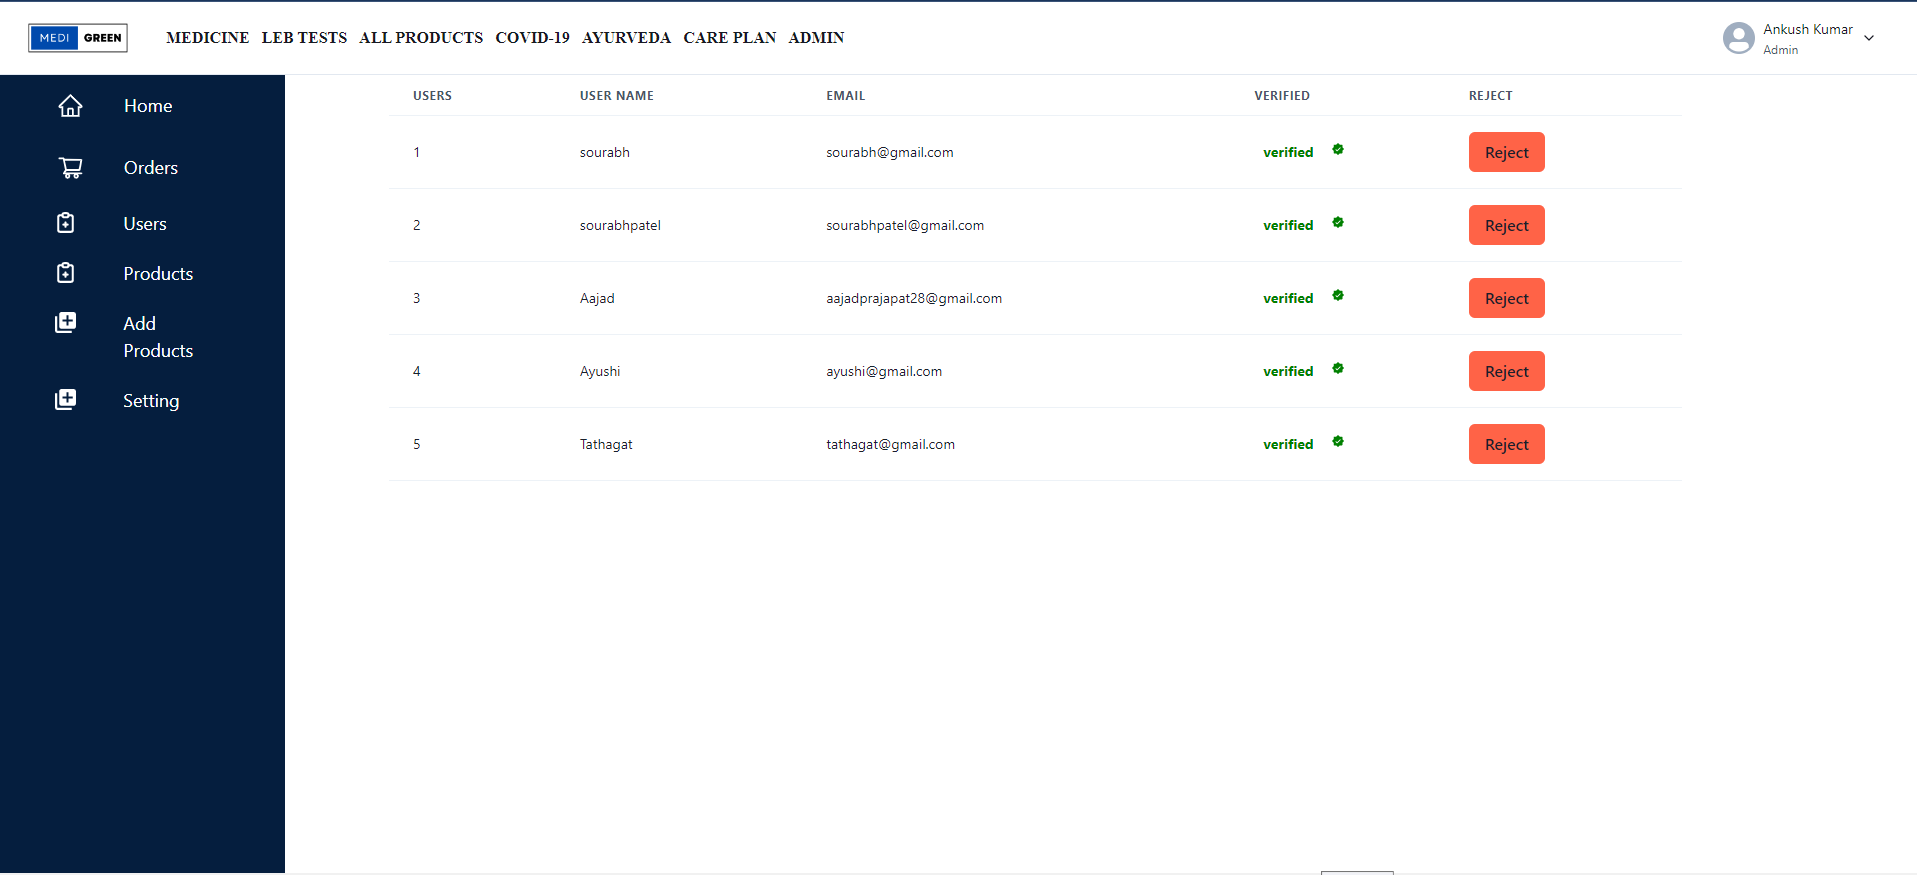 MEDI GREEN MEDICINE LEB TESTS ALL PRODUCTS COVID-19 AYURVEDA CARE PLAN ADMIN
Ankush Kumar
Admin
Home
Orders
Users
Products
Add
Products
Setting
USERS USER NAME EMAIL VERIFIED REJECT
1 sourabh sourabh@gmail.com verified Reject
2 sourabhpatel sourabhpatel@gmail.com verified Reject
3 Aajad aajadprajapat28@gmail.com verified Reject
4 Ayushi ayushi@gmail.com verified Reject
5 Tathagat tathagat@gmail.com verified Reject